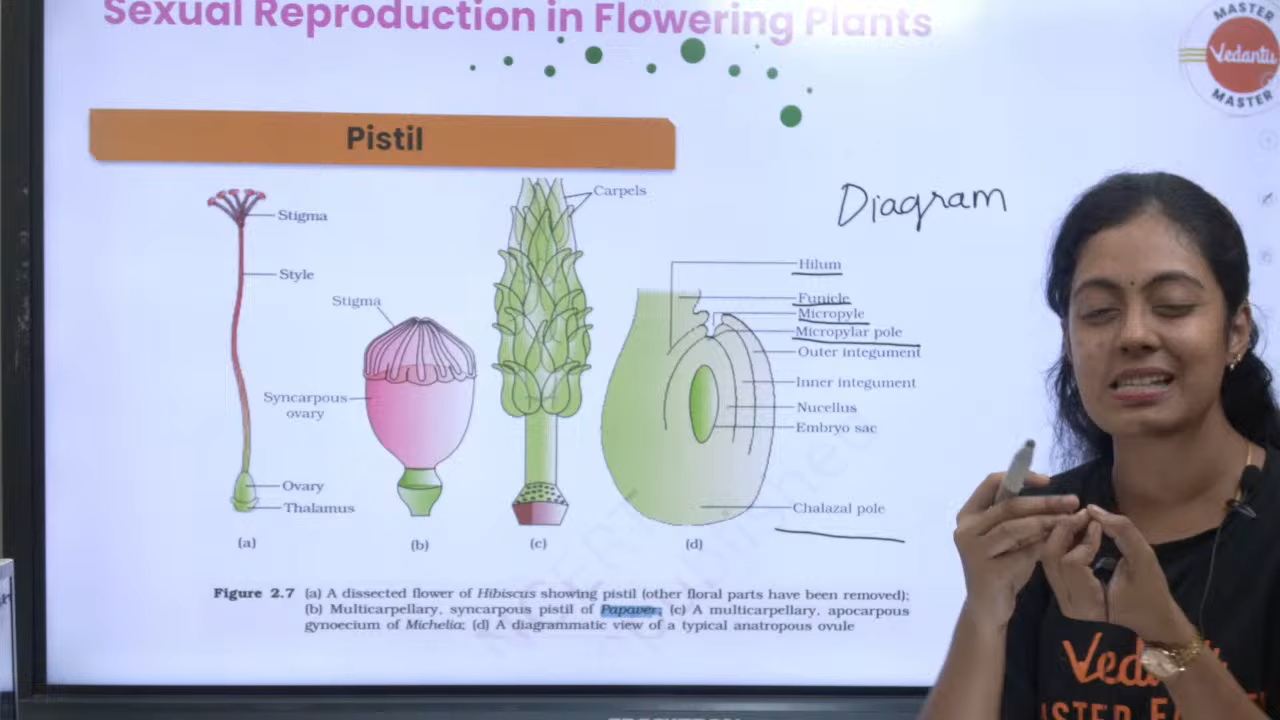 Sexual Reproduction in Flowering Plants
MASTER
Vedantu
MASTER
Pistil
Carpels
Diagram
Stigma
Hilum
Style
Funicle
Stigma
Micropyle
Micropylar pole
Outer integument
Inner integument
Syncarpous
ovary
Nucellus
Embryo sac
Ovary
Thalamus
Chalazal pole
(a)
(b)
(c)
(d)
Figure 2.7 (a) A dissected flower of Hibiscus showing pistil (other floral parts have been removed);
(b) Multicarpellary, syncarpous pistil of Papaver; (c) A multicarpellary, apocarpous
gynoecium of Michelia; (d) A diagrammatic view of a typical anatropous ovule